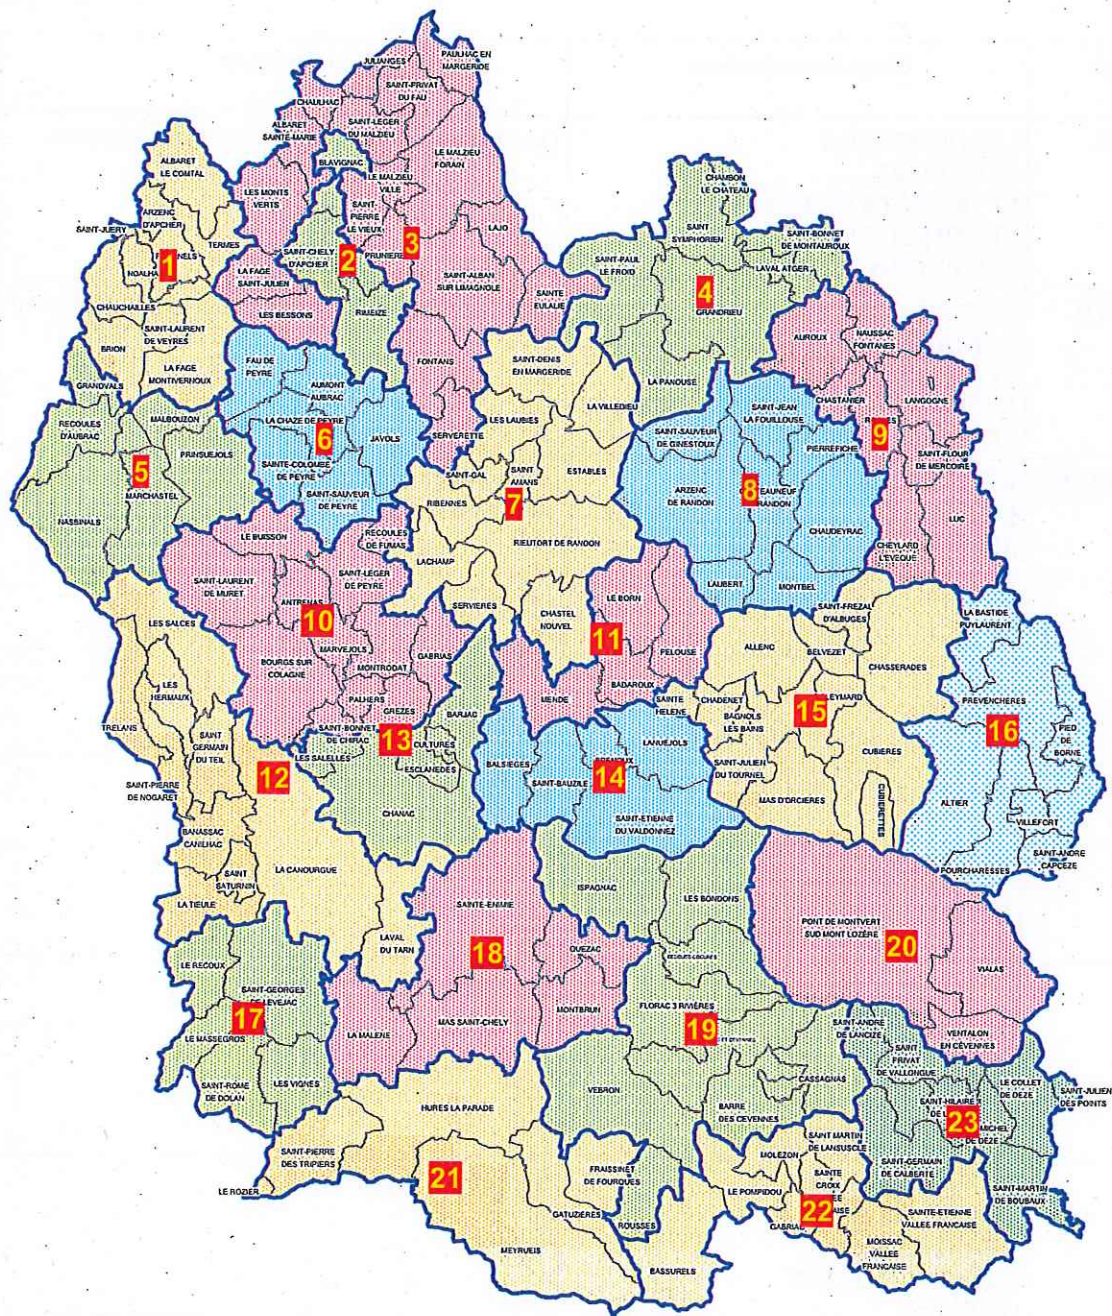 JULIANGES
PAULHAC EN
MARGERIDE
SAINT-PRIVAT
DU FAU
CHAULHAC
ALBARET
SAINTE-MARIE
SAINT-LEGER
DU MALZIEU
LE MALZIEU
FORAIN
BLAVIGNAC
LE MALZIEU
VILLE
ALBARET
LE COMTAL
LES MONTS
VERTS
SAINT-
PIERRE
LE VIEUX
ARZENC
D'APCHER
SAINT-JUERY
TERMES
1
SAINT-CHELY
D'APCHER
2
3
LAJO
LA FAGE
SAINT-JULIEN
SAINT-ALBAN
SUR LIMAGNOLE
SAINTE
EULALIE
CHAUCHAILLES
LES BESSONS
RIMEIZE
SAINT-LAURENT
DE VEYRES
BRION
LA FAGE
MONTIVERNOUX
FONTANS
GRANDVALS
CHAMBON
LE CHATEAU
SAINT
SYMPHORIEN
SAINT-BONNET
DE MONTAUROUX
SAINT-PAUL
LE FROID
LAVAL ATGER
4
GRANDRIEU
AUROUX
NAUSSAC
FONTANES
LA PANOUSE
CHASTANIER
LANGOGNE
9
SAINT-FLOUR
DE MERCOIRE
LUC
CHEYLARD
L'EVEQUE
FAU DE
PEYRE
AUMONT
AUBRAC
LA CHAZE DE PEYRE
6
JAVOLS
SAINTE-COLOMBE
DE PEYRE
SAINT-SAUVEUR
DE PEYRE
SERVERETTE
RECOULES
D'AUBRAC
MALBOUZON
PRINSUEJOLS
5
MARCHASTEL
NASBINALS
SAINT-DENIS
EN MARGERIDE
LA VILLEDIEU
LES LAUBIES
SAINT-GAL
SAINT
AMANS
ESTABLES
RIBENNES
7
RIEUTORT DE RANDON
LACHAMP
SERVIERES
CHASTEL
NOUVEL
SAINT-JEAN
LA FOUILLOUSE
SAINT-SAUVEUR
DE GINESTOUX
PIERREFICHE
ARZENC
DE RANDON
8
CHAUDEYRAC
LAUBERT
MONTBEL
LE BUISSON
RECOULES
DE FUMAS
SAINT-LAURENT
DE MURET
SAINT-LEGER
DE PEYRE
ANTRENAS
10
MARVEJOLS
BOURGS SUR
COLAGNE
MONTRODAT
GABRIAS
PALHERS
GREZES
LE BORN
11
PELOUSE
MENDE
BADAROUX
SAINT-FREZAL
D'ALBUGES
ALLENC
BELVEZET
CHASSERADES
CHADENET
15
BAGNOLS
LES BAINS
CUBIERES
SAINT-JULIEN
DU TOURNEL
MAS D'ORCIERES
CUBIERETTES
LA BASTIDE
PUYLAURENT
PREVENCHERES
16
PIED
DE
BORNE
ALTIER
VILLEFORT
SAINT-ANDRE
CAPCEZE
POURCHARESSES
LES SALCES
LES
HERMAUX
TRELANS
SAINT
GERMAIN
DU TEIL
SAINT-PIERRE
DE NOGARET
12
BANASSAC
CANILHAC
SAINT
SATURNIN
LA TIEULE
LA CANOURGUE
LAVAL
DU TARN
SAINT-BONNET
DE CHIRAC
13
BARJAC
CULTURES
LES SALELLES
ESCLANEDES
CHANAC
SAINTE
HELENE
LANUEJOLS
BALSIEGES
SAINT-BAUZILE
14
SAINT-ETIENNE
DU VALDONNEZ
LE RECOUX
SAINT-GEORGES
DE LEVEJAC
17
LE MASSEGROS
SAINT-ROME
DE DOLAN
LES VIGNES
SAINTE-ENIMIE
18
QUEZAC
LA MALENE
MAS SAINT-CHELY
MONTBRUN
ISPAGNAC
LES BONDONS
FLORAC 3 RIVIÈRES
19
VEBRON
CASSAGNAS
BARRE
DES CEVENNES
ROUSSES
PONT DE MONTVERT
SUD MONT LOZÈRE
20
VIALAS
VENTALON
EN CÉVENNES
SAINT-ANDRE
DE LANCIZE
SAINT
PRIVAT
DE VALLONGUE
LE COLLET
DE DEZE
SAINT-JULIEN
DES POINTS
SAINT-HILAIRE
23
MICHEL
DE DEZE
SAINT-GERMAIN
DE CALBERTE
SAINT-MARTIN
DE BOUBAUX
HURES LA PARADE
SAINT-PIERRE
DES TRIPIERS
LE ROZIER
21
FRAISSINET
DE FOURQUES
GATUZIÈRES
MEYRUEIS
BASSURELS
SAINT MARTIN
DE LANSUSCLE
MOLEZON
SAINTE
CROIX
LE POMPIDOU
22
GABRIAC
SAINTE-ETIENNE
VALLEE FRANCAISE
MOISSAC
VALLEE
FRANCAISE